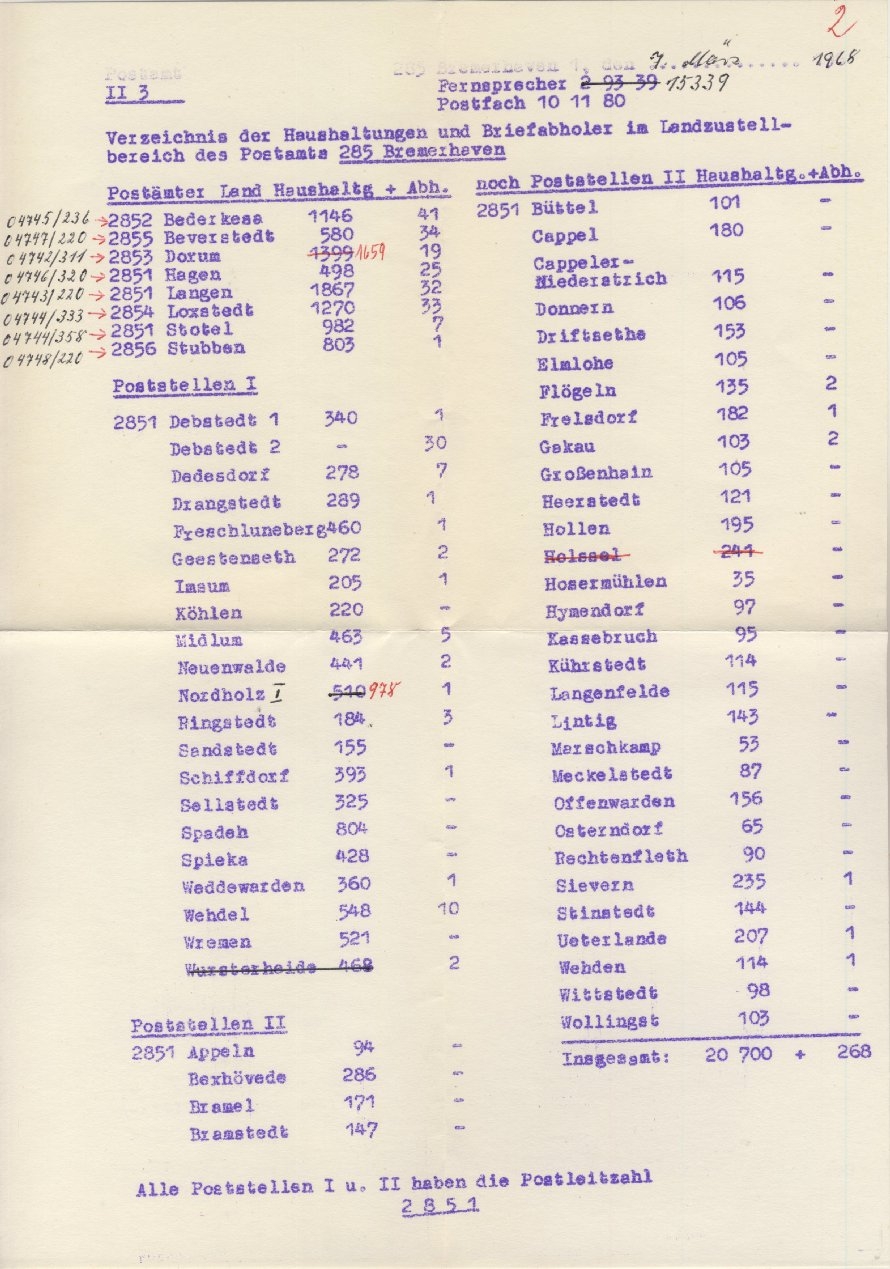 2
Postamt 285 Bremerhaven 1, den 7. März 1968
II 3 Fernsprecher 2 93 39 15339
Postfach 10 11 80
Verzeichnis der Haushaltungen und Briefabholer im Landzustell-
bereich des Postamts 285 Bremerhaven
Postämter Land Haushaltg + Abh.
04745/236 → 2852 Bederkesa 1146 41
04747/220 → 2855 Beverstedt 580 34
04742/311 → 2853 Dorum 1399 1659 19
04746/320 → 2851 Hagen 498 25
04743/220 → 2851 Langen 1867 32
04744/333 → 2854 Loxstedt 1270 33
04744/358 → 2851 Stotel 982 7
04748/220 → 2856 Stubben 803 1
Poststellen I
2851 Debstedt 1 340 1
Debstedt 2 - 30
Dedesdorf 278 7
Drangstedt 289 1
Freschluneberg 460 1
Geestenseth 272 2
Imsum 205 1
Köhlen 220 -
Midlum 463 5
Neuenwalde 441 2
Nordholz I 510 978 1
Ringstedt 184. 3
Sandstedt 155 -
Schiffdorf 393 1
Sellstedt 325 -
Spadeh 804 -
Spieka 428 -
Weddewarden 360 1
Wehdel 548 10
Wremen 521 -
Wursterheide 468 2
Poststellen II
2851 Appeln 94 -
Bexhövede 286 -
Bramel 171 -
Bramstedt 147 -
noch Poststellen II Haushaltg.+Abh.
2851 Büttel 101 -
Cappel 180 -
Cappeler-
Niederstrich 115 -
Donnern 106 -
Driftsethe 153 -
Elmlohe 105 -
Flögeln 135 2
Frelsdorf 182 1
Gakau 103 2
Großenhain 105 -
Heerstedt 121 -
Hollen 195 -
Holssel 241 -
Hosermühlen 35 -
Hymendorf 97 -
Kassebruch 95 -
Kührstedt 114 -
Langenfelde 115 -
Lintig 143 -
Marschkamp 53 -
Meckelstedt 87 -
Offenwarden 156 -
Osterndorf 65 -
Rechtenfleth 90 -
Sievern 235 1
Stinstedt 144 -
Ueterlande 207 1
Wehden 114 1
Wittstedt 98 -
Wollingst 103 -
Insgesamt: 20 700 + 268
Alle Poststellen I u. II haben die Postleitzahl
2 8 5 1